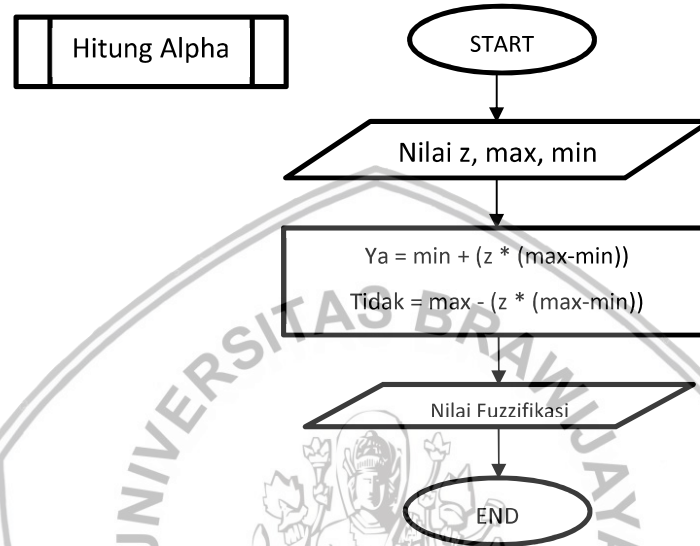 Hitung Alpha
START
Nilai z, max, min
Ya = min + (z * (max-min))
Tidak = max - (z * (max-min))
Nilai Fuzzifikasi
END
UNIVERSITAS BRAWIJAYA